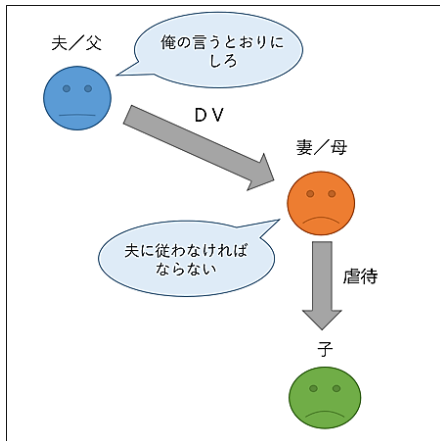 夫／父
俺の言うとおりに
しろ
ＤＶ
妻／母
夫に従わなければ
ならない
虐待
子